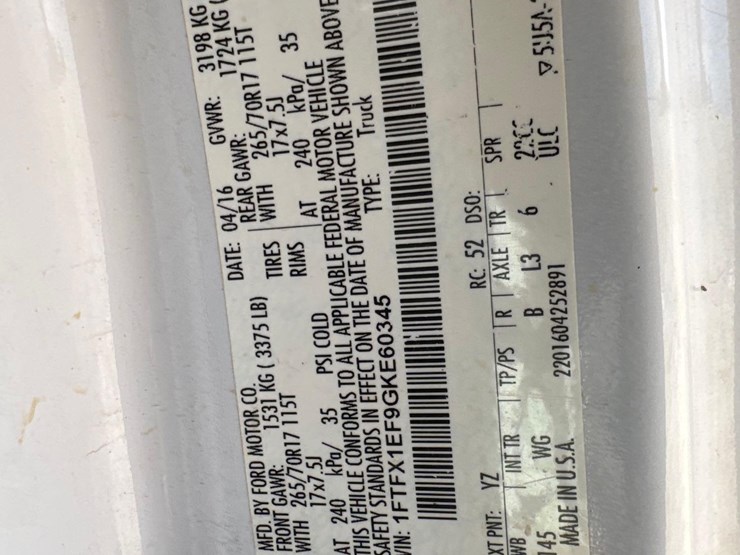 MFD. BY FORD MOTOR CO.
DATE: 04/16 GVWR: 3198 KG
FRONT GAWR: 1531 KG ( 3375 LB)
REAR GAWR: 1724 KG (
265/70R17 115T TIRES WITH 265/70R17 115T
WITH 17x7.5J RIMS 17x7.5J
AT 240 kPa/ 35 PSI COLD AT 240 kPa/ 35
THIS VEHICLE CONFORMS TO ALL APPLICABLE FEDERAL MOTOR VEHICLE
SAFETY STANDARDS IN EFFECT ON THE DATE OF MANUFACTURE SHOWN ABOVE
VIN: 1FTFX1EF9GKE60345 TYPE: Truck
XT PNT: YZ RC: 52 DSO:
WB INT TR TP/PS R AXLE TR SPR
145 WG B L3 6
MADE IN U.S.A. 2201604252891 ULC